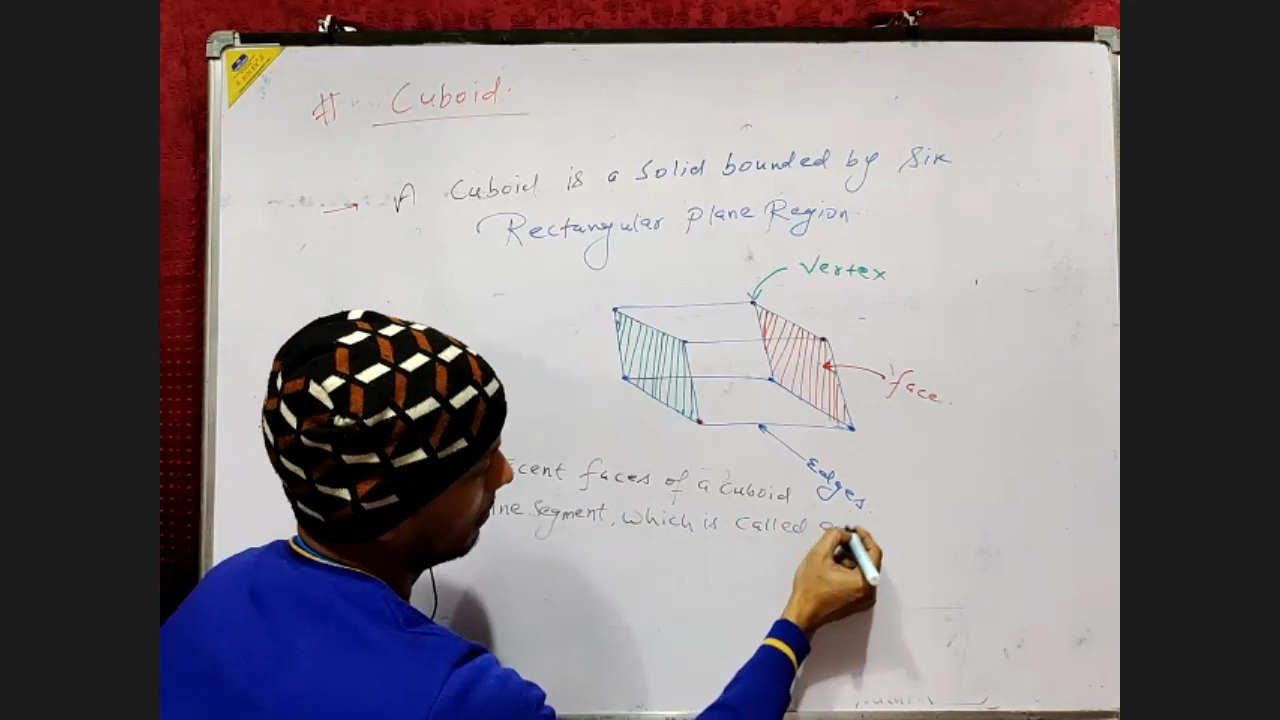 # Cuboid.
→ A Cuboid is a Solid bounded by Six
Rectangular Plane Region
Vertex
face.
Edges.
cent faces of a Cuboid
ine Segment, which is called